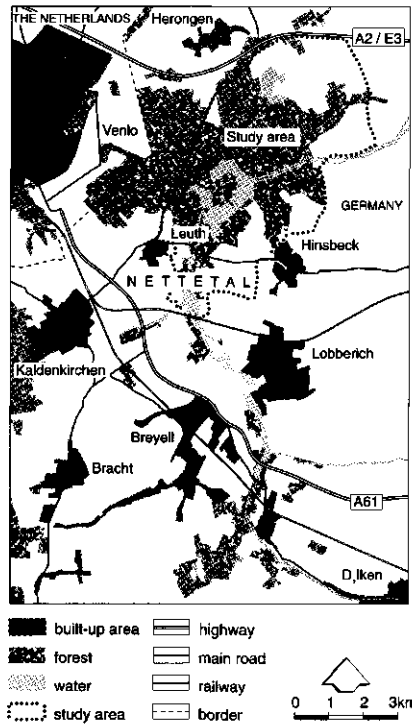 THE NETHERLANDS
Herongen
A2 / E3
Venlo
Study area
GERMANY
Leuth
Hinsbeck
NETTETAL
Lobberich
Kaldenkirchen
Breyell
Bracht
A61
D,lken
built-up area
highway
forest
main road
water
railway
study area
border
0 1 2 3km